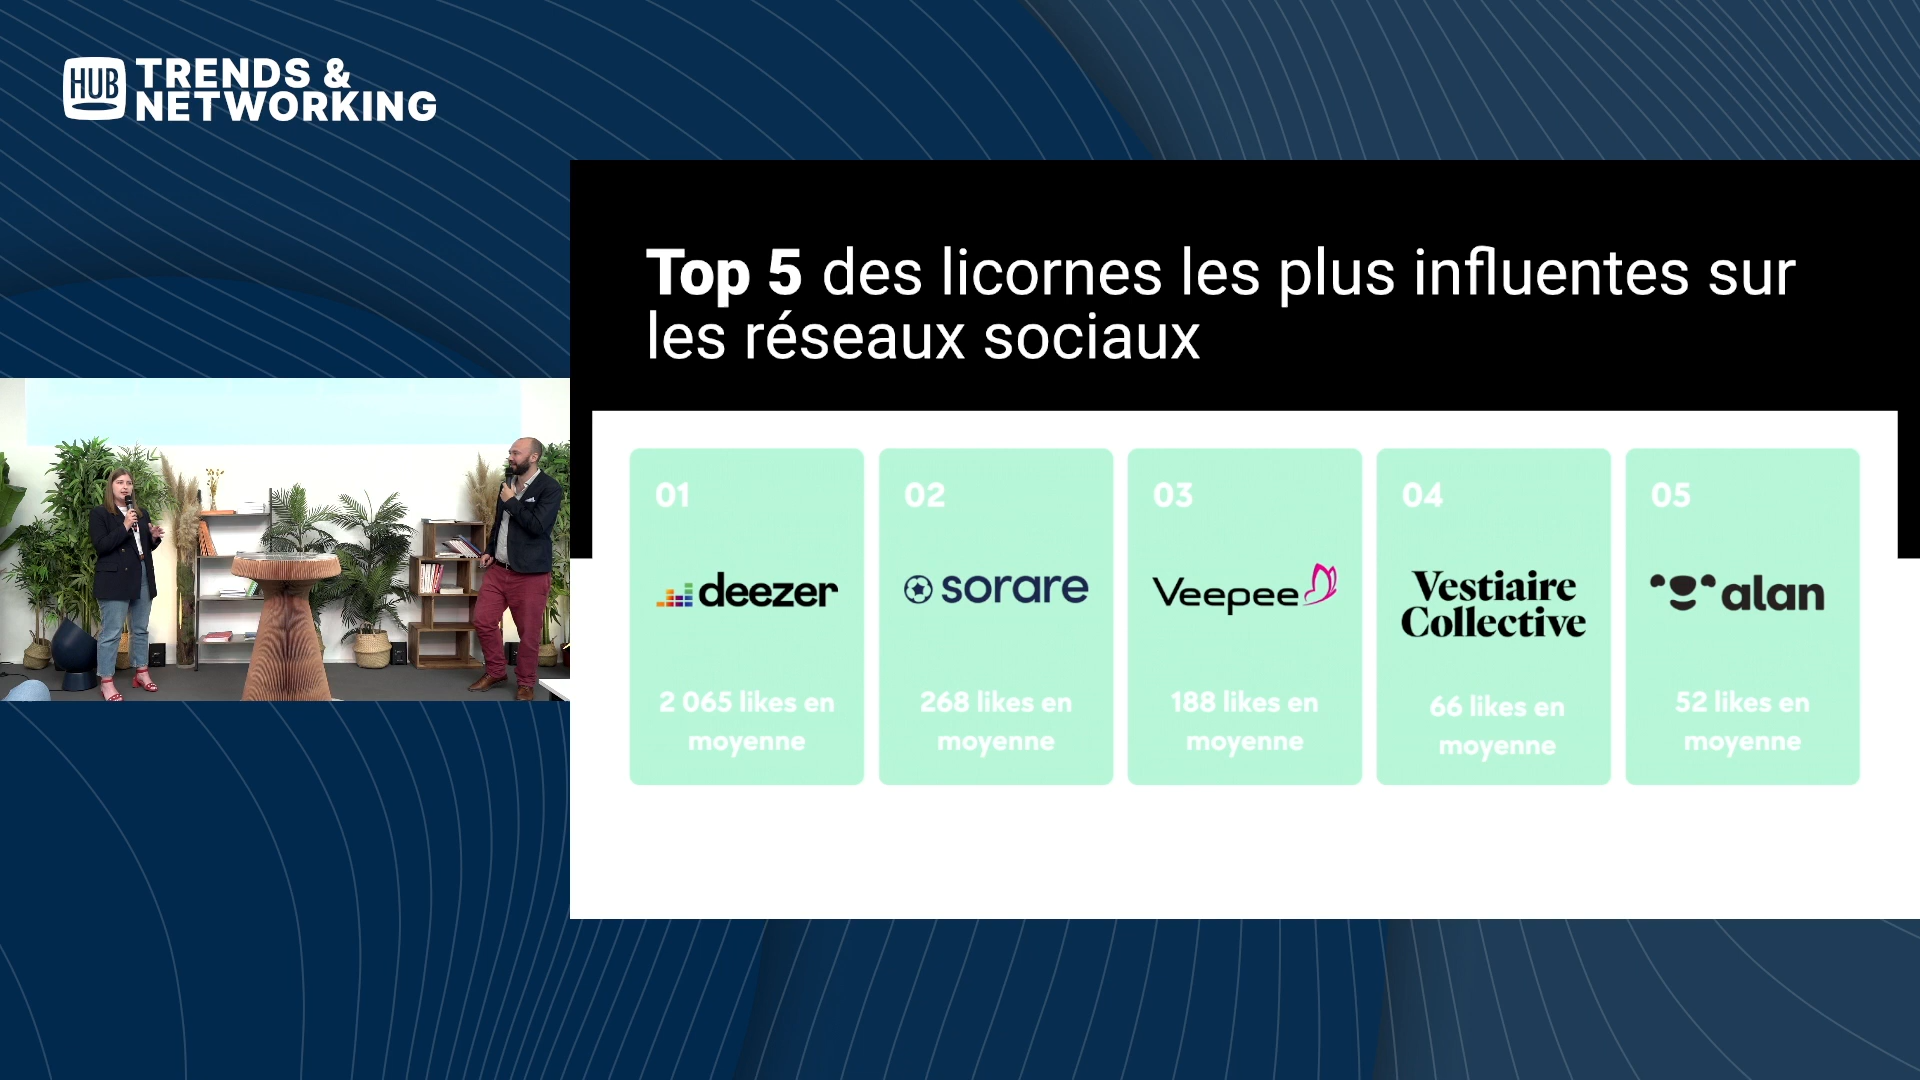 HUB
TRENDS &
NETWORKING
Top 5 des licornes les plus influentes sur
les réseaux sociaux
01
deezer
2 065 likes en
moyenne
02
sorare
268 likes en
moyenne
03
Veepee
188 likes en
moyenne
04
Vestiaire
Collective
66 likes en
moyenne
05
alan
52 likes en
moyenne